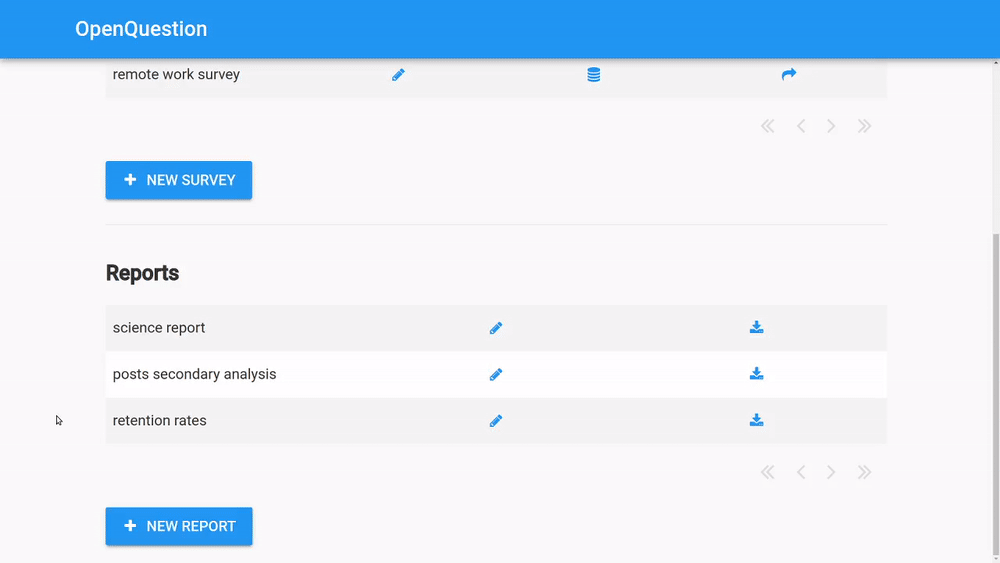 OpenQuestion
remote work survey
NEW SURVEY
Reports
science report
posts secondary analysis
retention rates
NEW REPORT